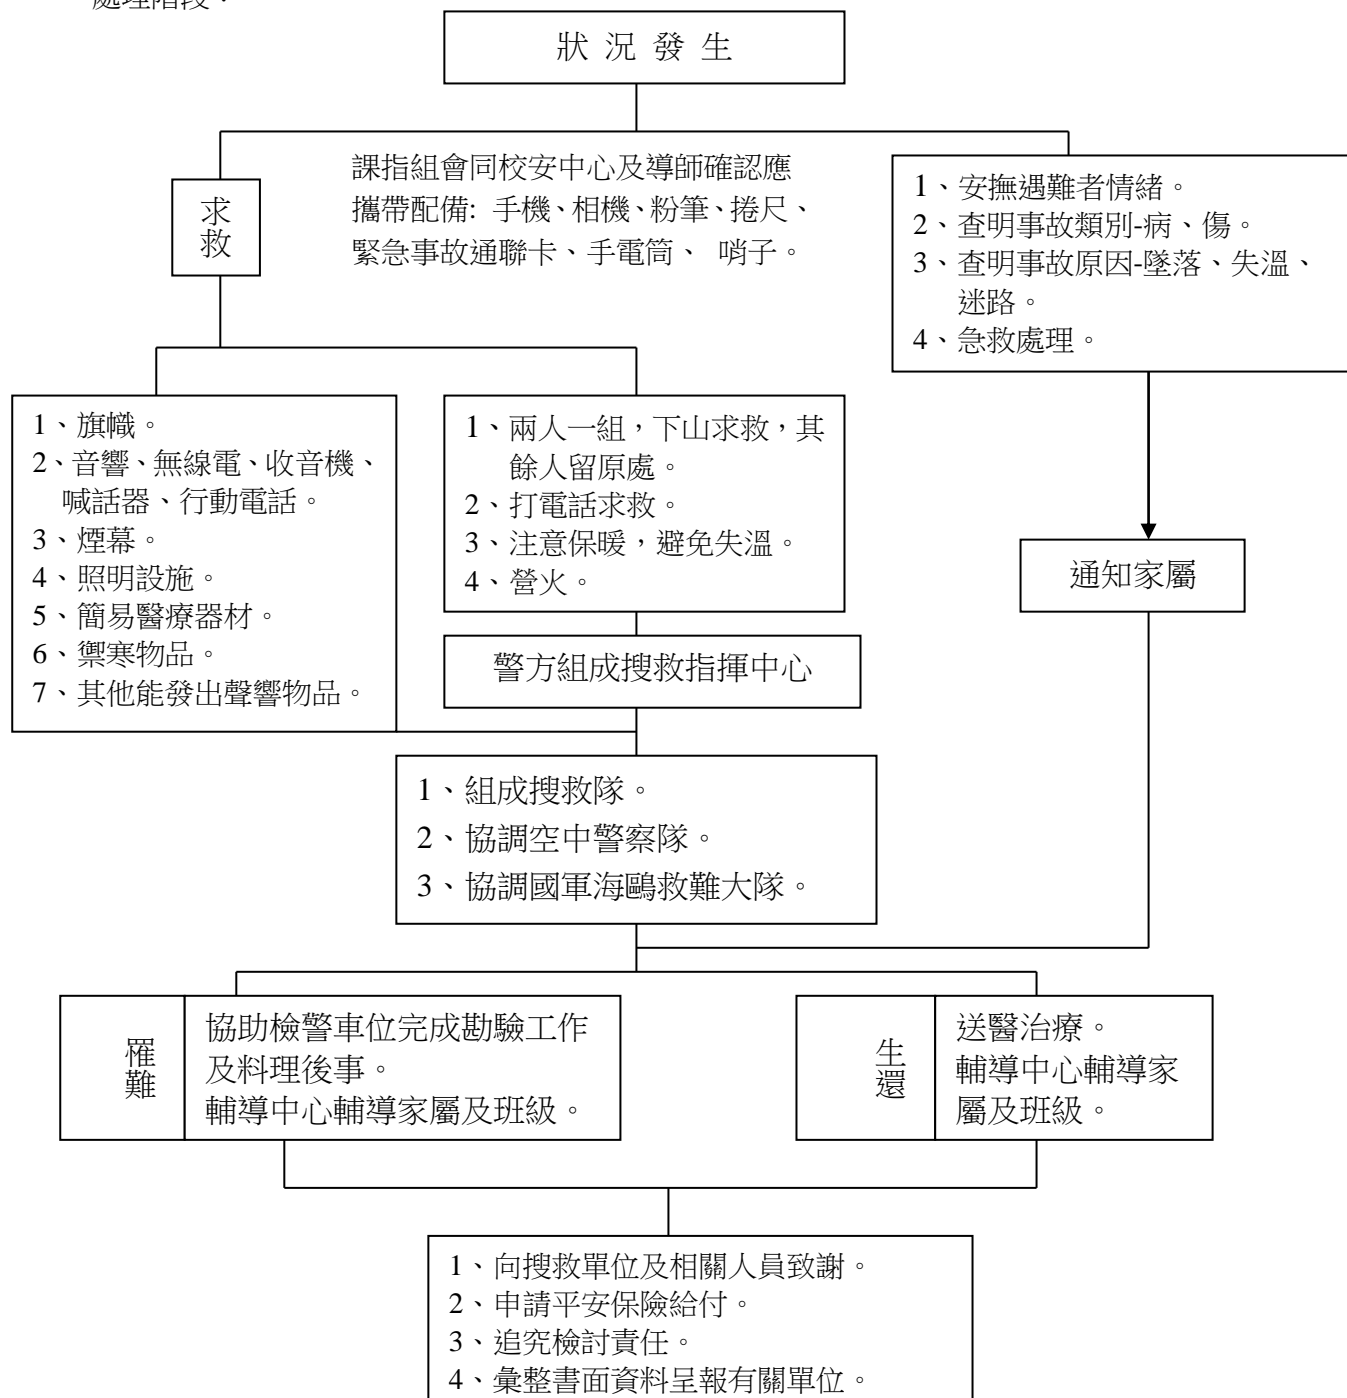 處理階段：
狀 況 發 生
求救
課指組會同校安中心及導師確認應
攜帶配備: 手機、相機、粉筆、捲尺、
緊急事故通聯卡、手電筒、 哨子。
1、安撫遇難者情緒。
2、查明事故類別-病、傷。
3、查明事故原因-墜落、失溫、
迷路。
4、急救處理。
1、旗幟。
2、音響、無線電、收音機、
喊話器、行動電話。
3、煙幕。
4、照明設施。
5、簡易醫療器材。
6、禦寒物品。
7、其他能發出聲響物品。
1、兩人一組，下山求救，其
餘人留原處。
2、打電話求救。
3、注意保暖，避免失溫。
4、營火。
通知家屬
警方組成搜救指揮中心
1、組成搜救隊。
2、協調空中警察隊。
3、協調國軍海鷗救難大隊。
罹難
協助檢警車位完成勘驗工作
及料理後事。
輔導中心輔導家屬及班級。
生還
送醫治療。
輔導中心輔導家
屬及班級。
1、向搜救單位及相關人員致謝。
2、申請平安保險給付。
3、追究檢討責任。
4、彙整書面資料呈報有關單位。